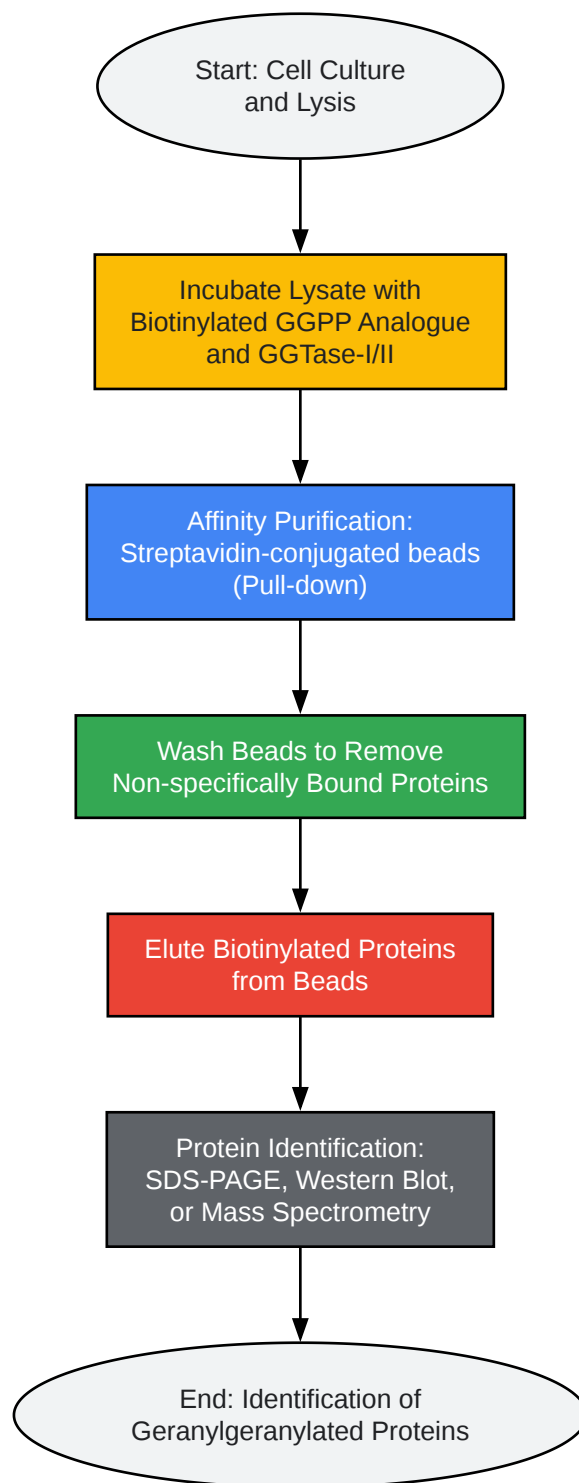 Start: Cell Culture
and Lysis
Incubate Lysate with
Biotinylated GGPP Analogue
and GGTase-I/II
Affinity Purification:
Streptavidin-conjugated beads
(Pull-down)
Wash Beads to Remove
Non-specifically Bound Proteins
Elute Biotinylated Proteins
from Beads
Protein Identification:
SDS-PAGE, Western Blot,
or Mass Spectrometry
End: Identification of
Geranylgeranylated Proteins